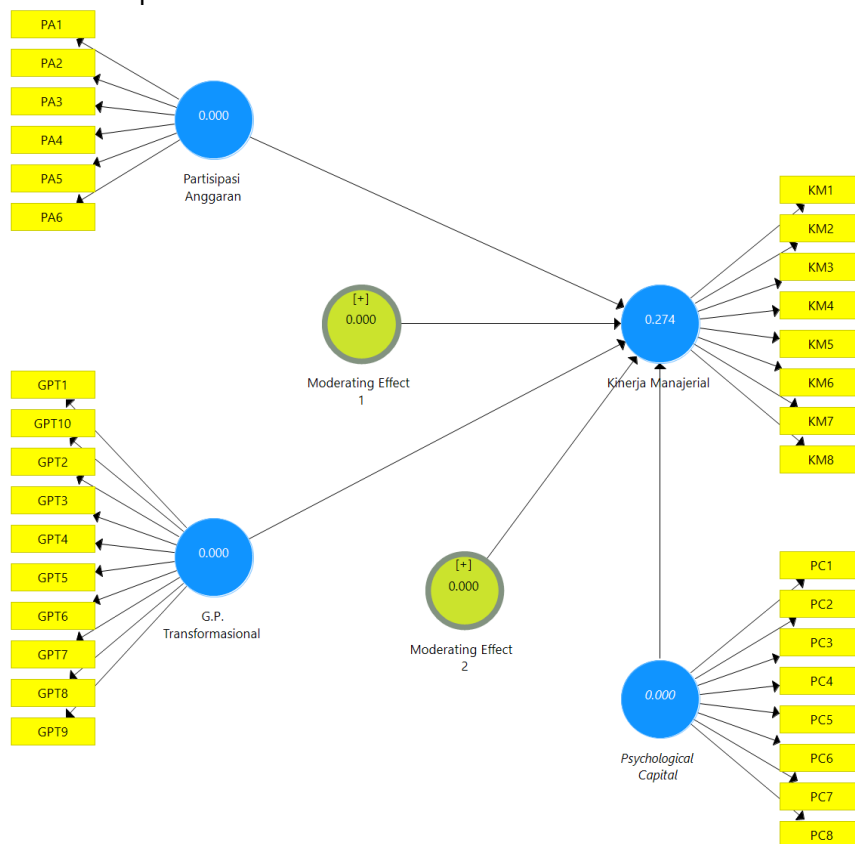 PA1
PA2
PA3
PA4
PA5
PA6
0.000
Partisipasi
Anggaran
[+]
0.000
Moderating Effect
1
KM1
KM2
KM3
KM4
KM5
KM6
KM7
KM8
0.274
Kinerja Manajerial
GPT1
GPT10
GPT2
GPT3
GPT4
GPT5
GPT6
GPT7
GPT8
GPT9
0.000
G.P.
Transformasional
[+]
0.000
Moderating Effect
2
PC1
PC2
PC3
PC4
PC5
PC6
PC7
PC8
0.000
Psychological
Capital